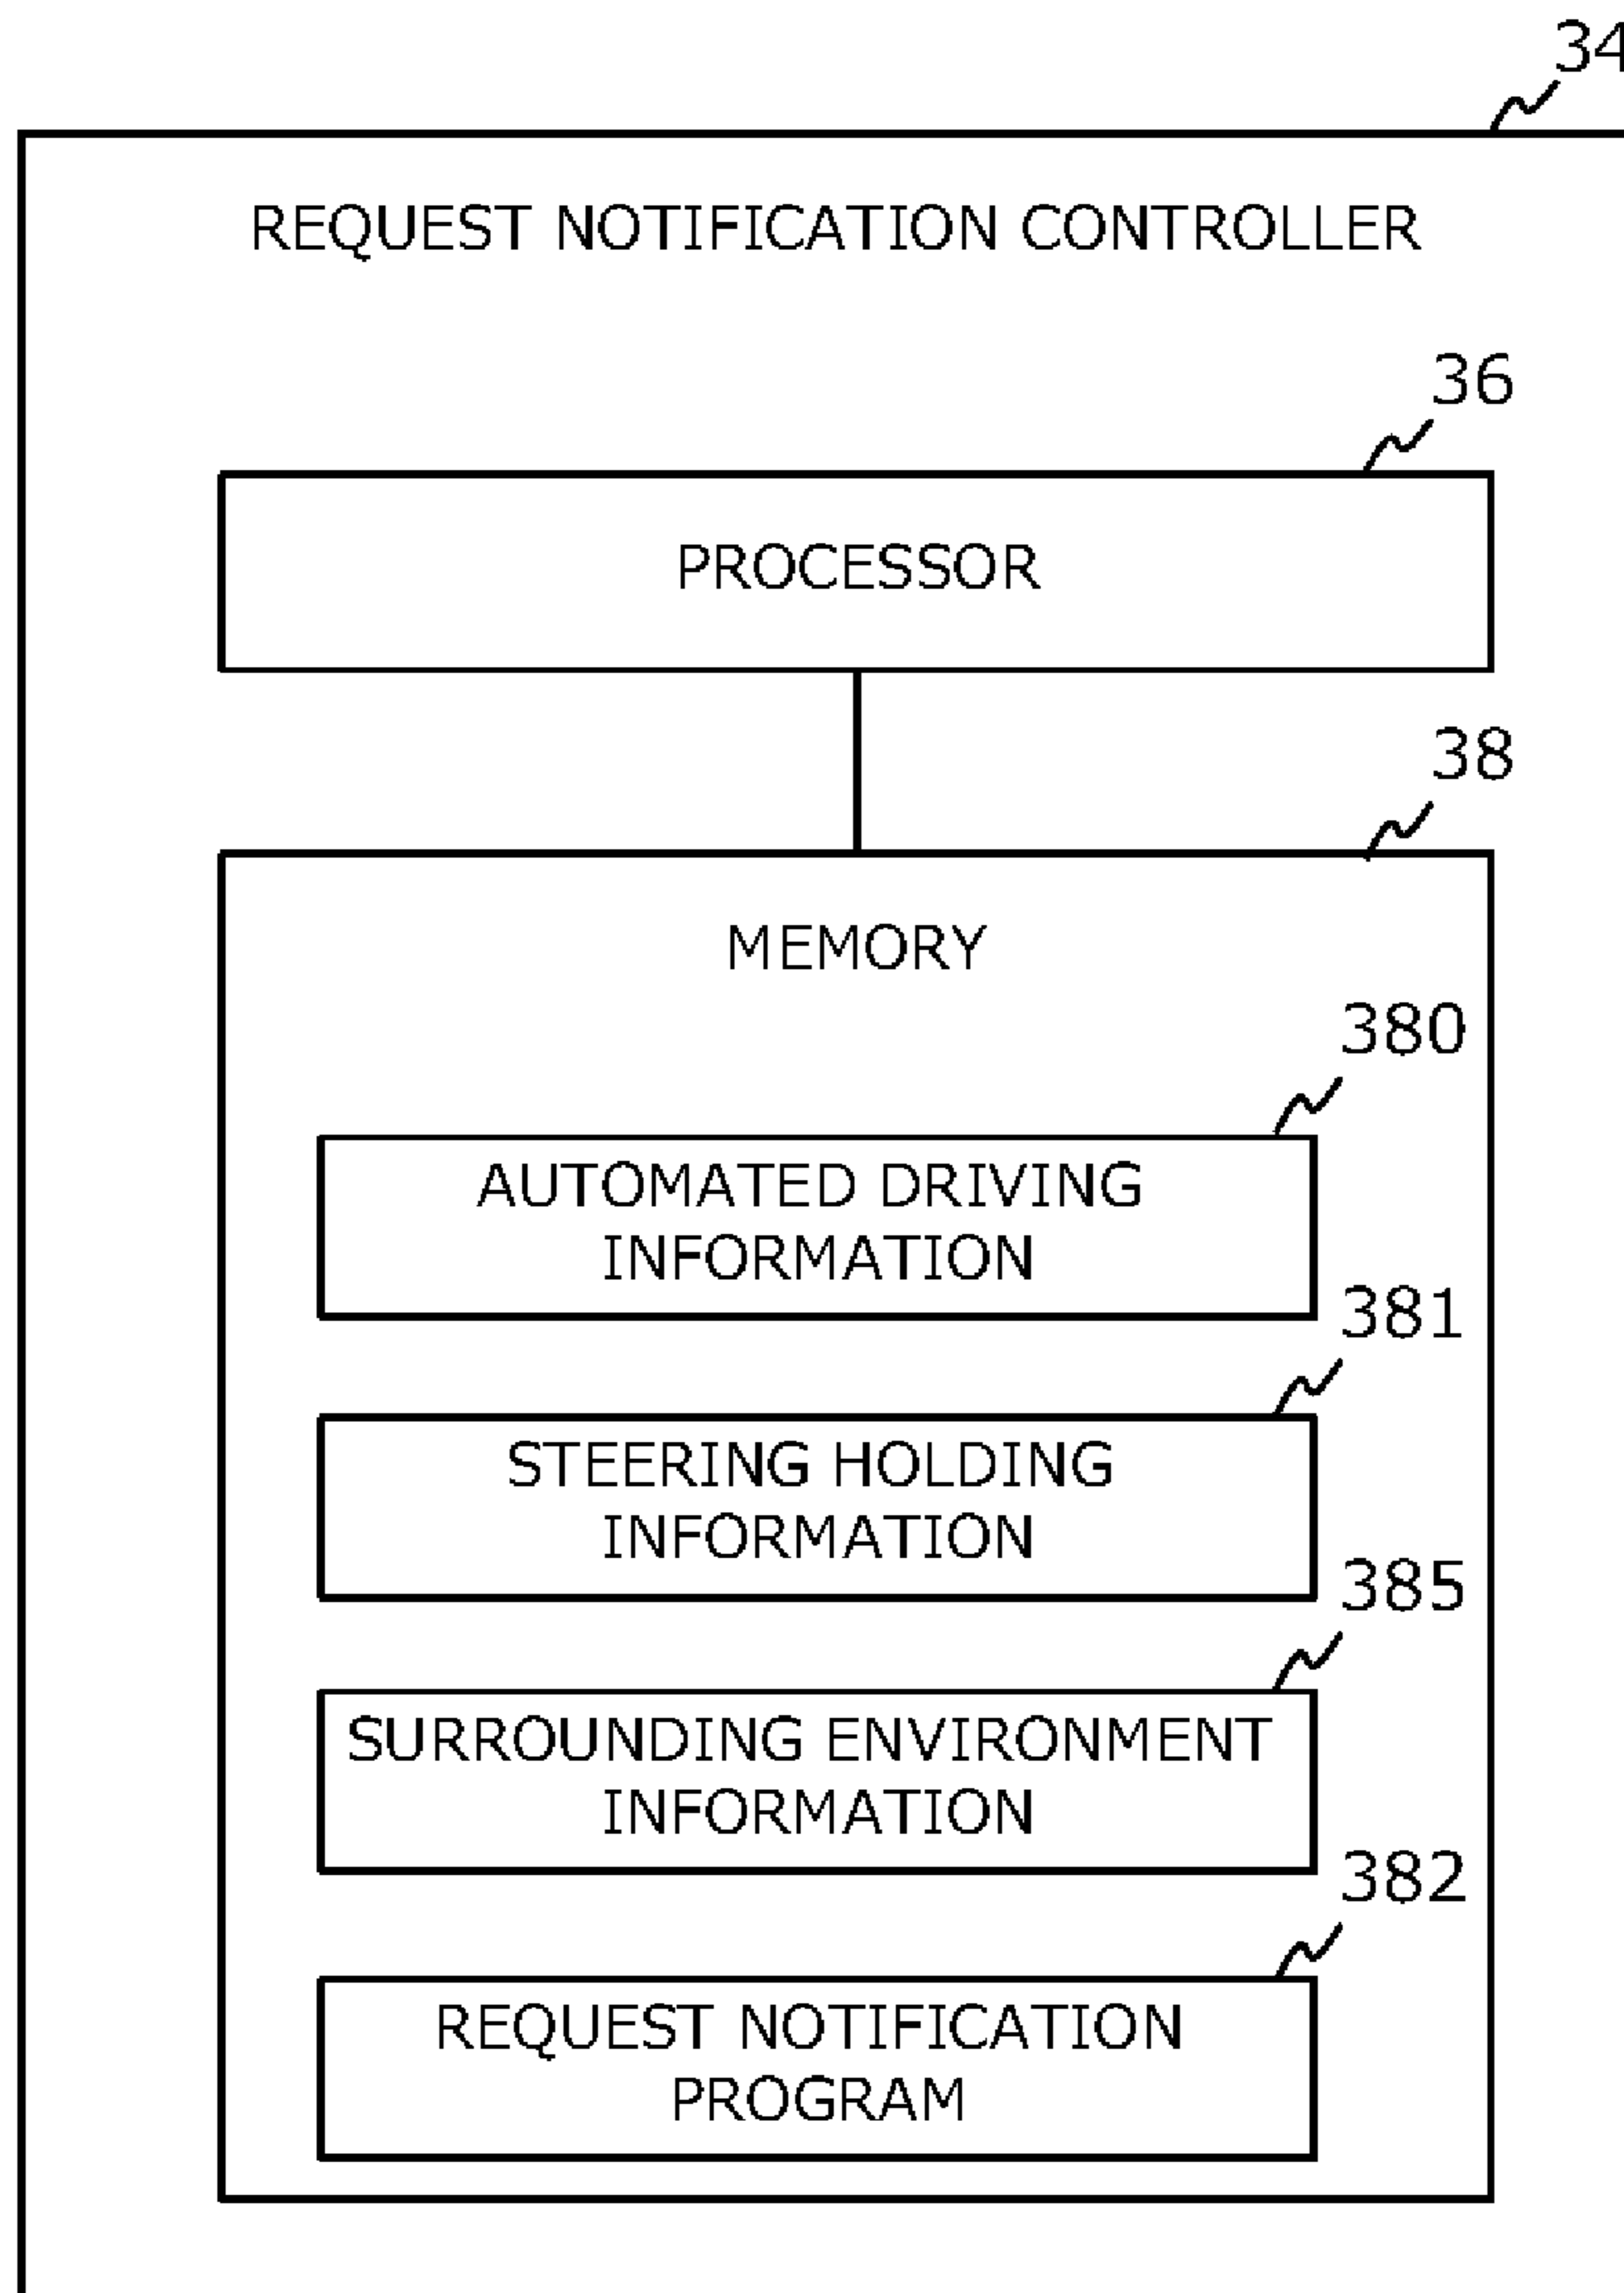 34
REQUEST NOTIFICATION CONTROLLER
36
PROCESSOR
38
MEMORY
380
AUTOMATED DRIVING
INFORMATION
381
STEERING HOLDING
INFORMATION
385
SURROUNDING ENVIRONMENT
INFORMATION
382
REQUEST NOTIFICATION
PROGRAM